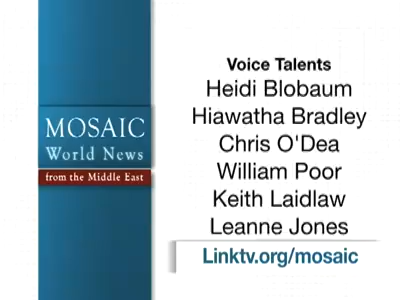 MOSAIC
World News
from the Middle East
Voice Talents
Heidi Blobaum
Hiawatha Bradley
Chris O'Dea
William Poor
Keith Laidlaw
Leanne Jones
Linktv.org/mosaic